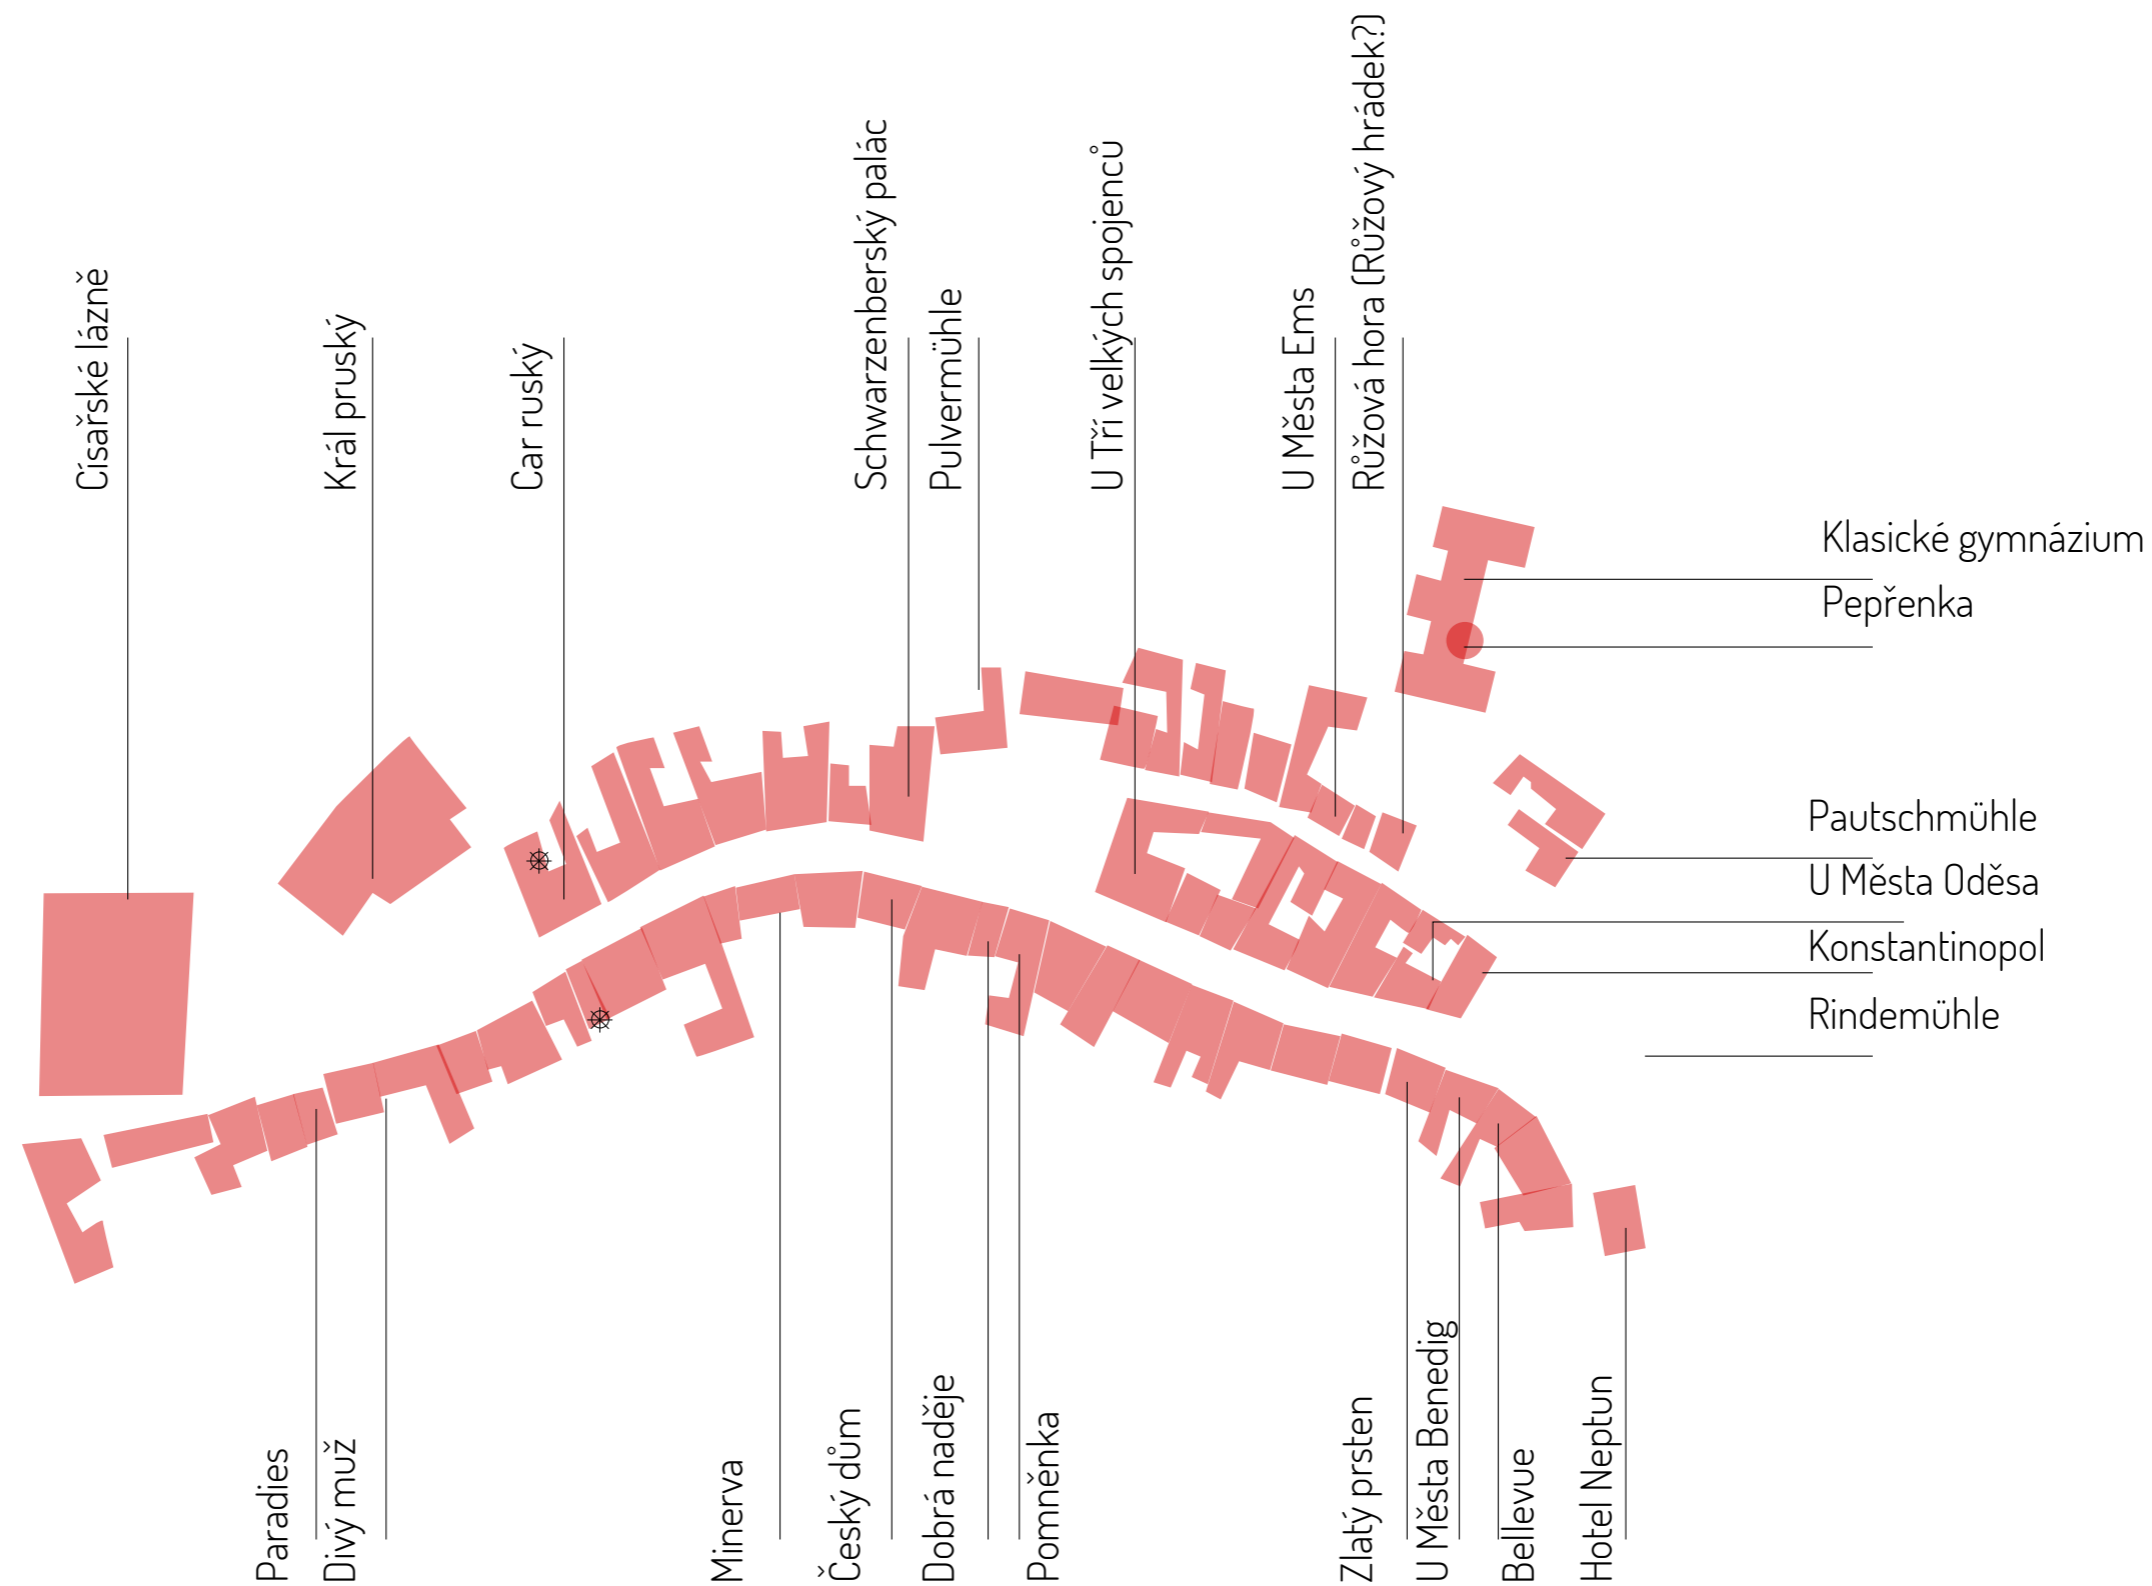 Císařské lázně
Král pruský
Car ruský
Schwarzenberský palác
Pulvermühle
U Tří velkých spojenců
U Města Ems
Růžová hora (Růžový hrádek?)
Klasické gymnázium
Pepřenka
Pautschmühle
U Města Oděsa
Konstantinopol
Rindemühle
Paradies
Divý muž
Minerva
Český dům
Dobrá naděje
Pomněnka
Zlatý prsten
U Města Benedig
Bellevue
Hotel Neptun